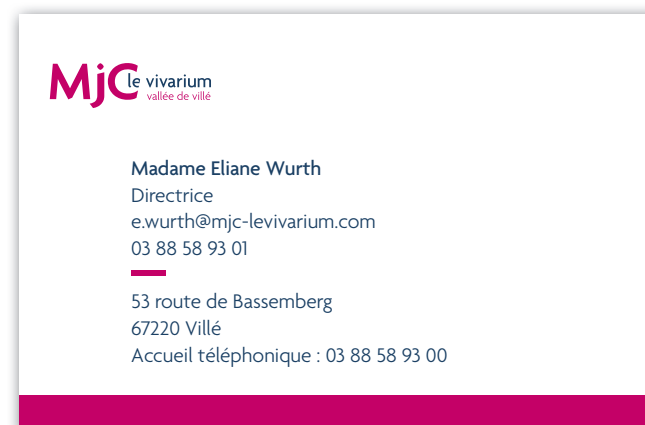 MjC le vivarium
vallée de villé
Madame Eliane Wurth
Directrice
e.wurth@mjc-levivarium.com
03 88 58 93 01
53 route de Bassemberg
67220 Villé
Accueil téléphonique : 03 88 58 93 00